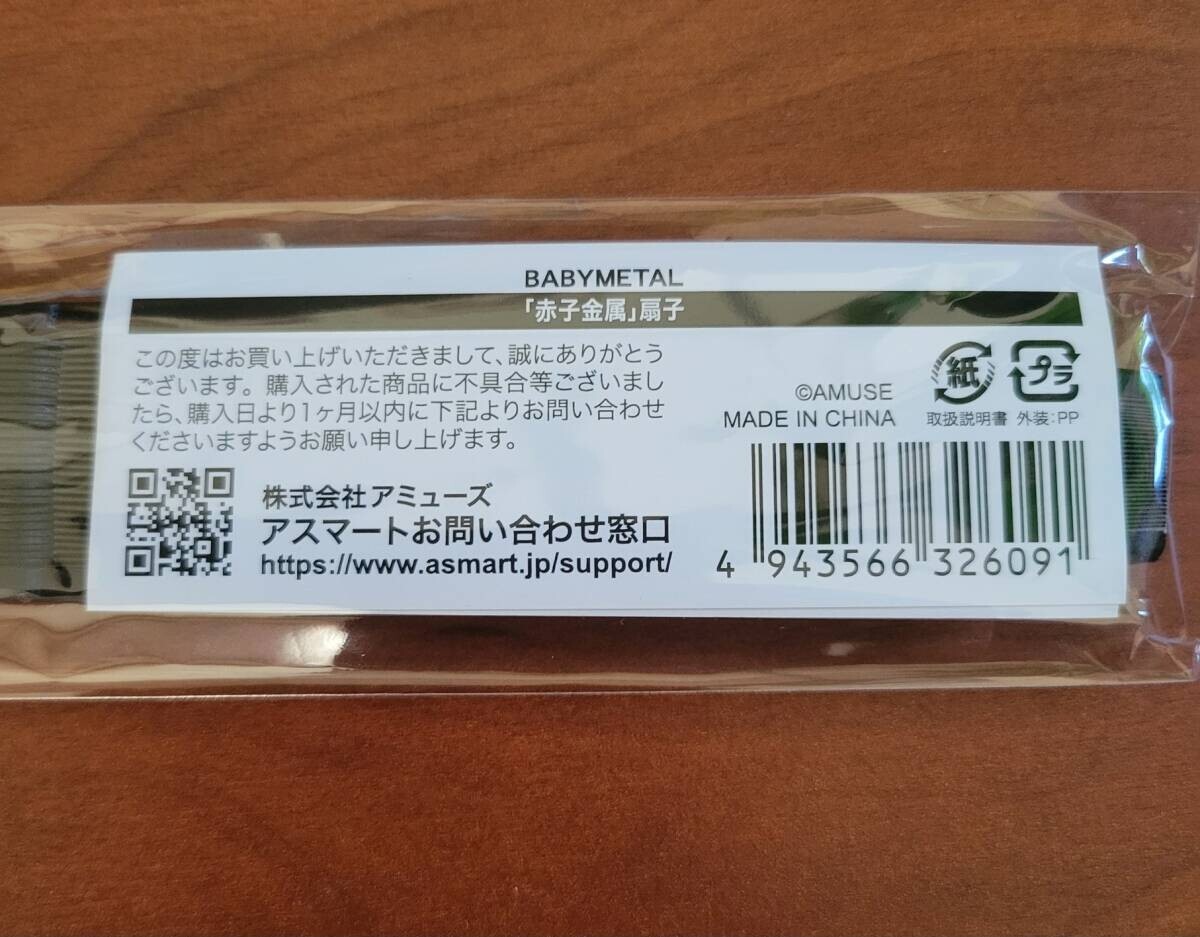 BABYMETAL
「赤子金属」扇子
この度はお買い上げいただきまして、誠にありがとう
ございます。購入された商品に不具合等ございまし
たら、購入日より1ヶ月以内に下記よりお問い合わせ
くださいますようお願い申し上げます。
株式会社アミューズ
アスマートお問い合わせ窓口
https://www.asmart.jp/support/
©AMUSE
MADE IN CHINA
紙
取扱説明書
プラ
外装:PP
4 943566 326091